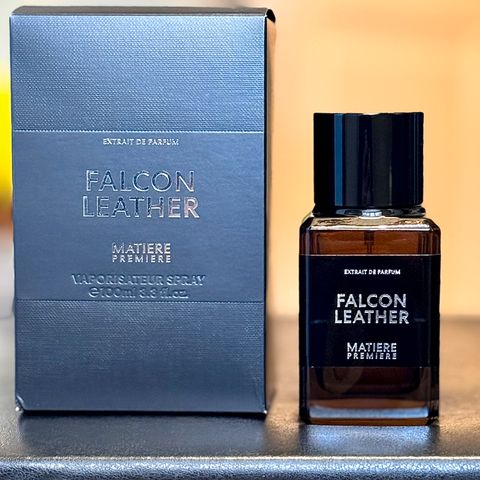 EXTRAIT DE PARFUM
FALCON
LEATHER
MATIERE
PREMIERE
VAPORISATEUR SPRAY
℮100ml 3.3 fl.oz.
EXTRAIT DE PARFUM
FALCON
LEATHER
MATIERE
PREMIERE